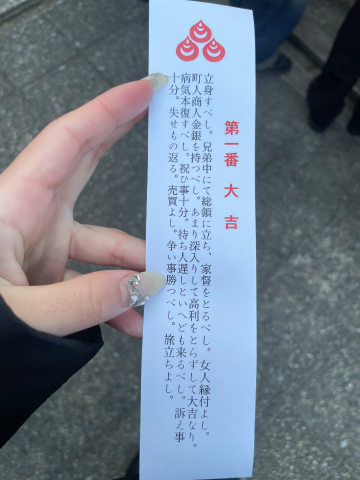 第一番 大吉
立身すべし。兄弟中にて総領に立ち、家督をとるべし。女人縁付よし。
町人商人金銀を持つべし。あまり深入りして高利をとらずして大吉なり。
病気本復すべし。祝ひ事十分。待ち人遅しといへども来るべし。訴え事
十分。失せもの返る。売買よし。争い事勝つべし。旅立ちよし。